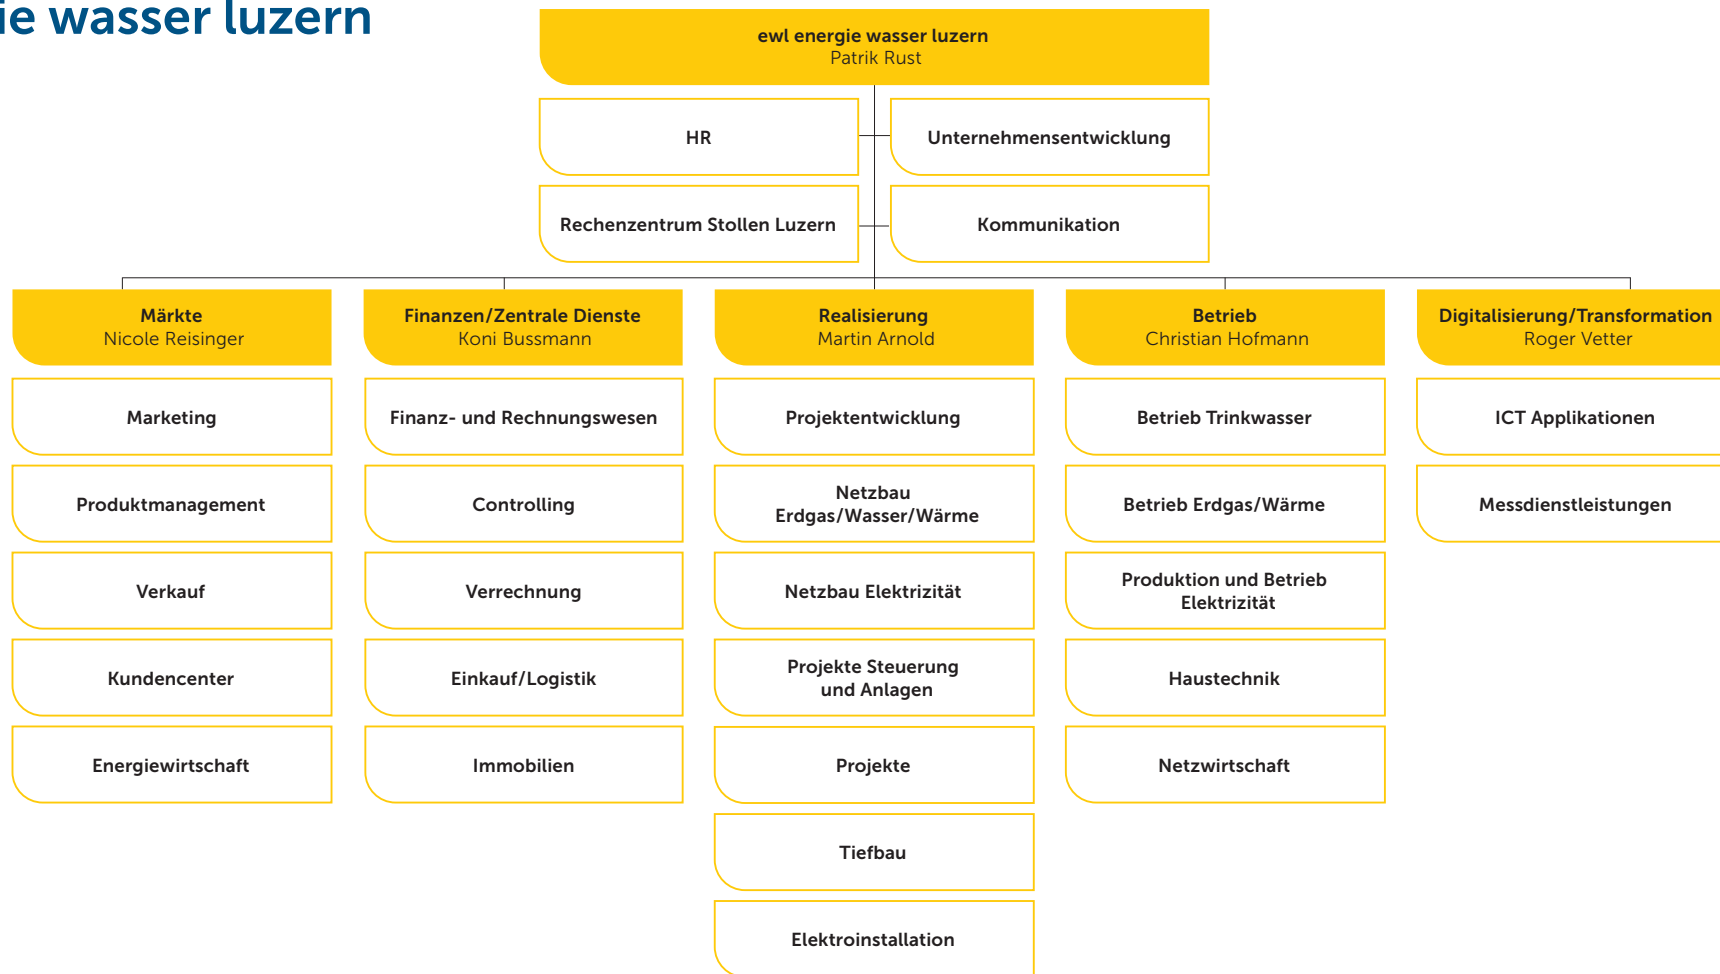 ie wasser luzern
ewl energie wasser luzern
Patrik Rust
HR
Unternehmensentwicklung
Rechenzentrum Stollen Luzern
Kommunikation
Märkte
Nicole Reisinger
Marketing
Produktmanagement
Verkauf
Kundencenter
Energiewirtschaft
Finanzen/Zentrale Dienste
Koni Bussmann
Finanz- und Rechnungswesen
Controlling
Verrechnung
Einkauf/Logistik
Immobilien
Realisierung
Martin Arnold
Projektentwicklung
Netzbau
Erdgas/Wasser/Wärme
Netzbau Elektrizität
Projekte Steuerung
und Anlagen
Projekte
Tiefbau
Elektroinstallation
Betrieb
Christian Hofmann
Betrieb Trinkwasser
Betrieb Erdgas/Wärme
Produktion und Betrieb
Elektrizität
Haustechnik
Netzwirtschaft
Digitalisierung/Transformation
Roger Vetter
ICT Applikationen
Messdienstleistungen